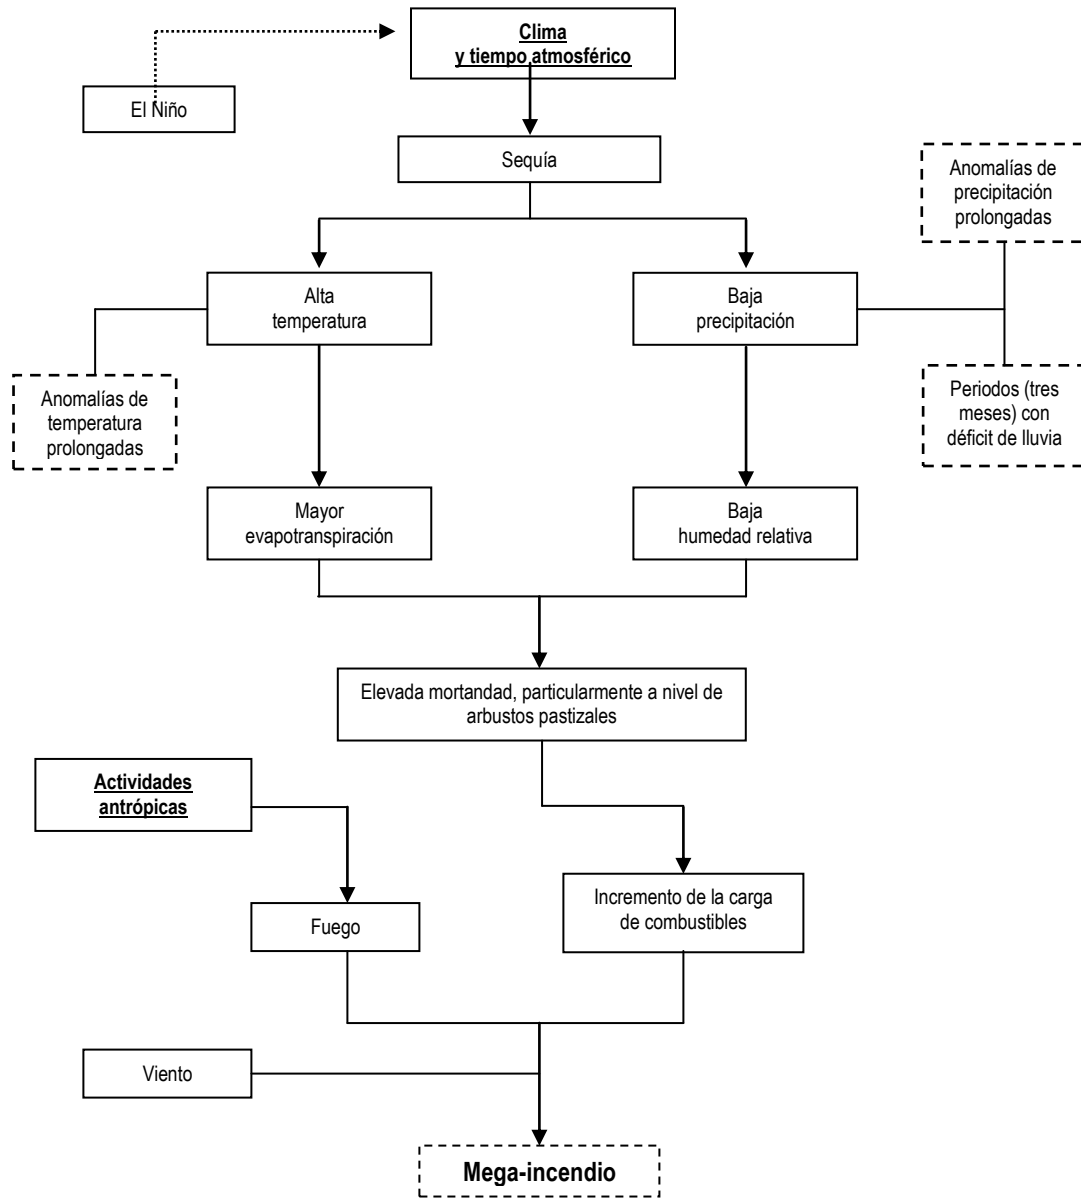 Clima
y tiempo atmosférico
El Niño
Sequía
Anomalías de
precipitación
prolongadas
Alta
temperatura
Baja
precipitación
Anomalías de
temperatura
prolongadas
Periodos (tres
meses) con
déficit de lluvia
Mayor
evapotranspiración
Baja
humedad relativa
Elevada mortandad, particularmente a nivel de
arbustos pastizales
Actividades
antrópicas
Fuego
Incremento de la carga
de combustibles
Viento
Mega-incendio